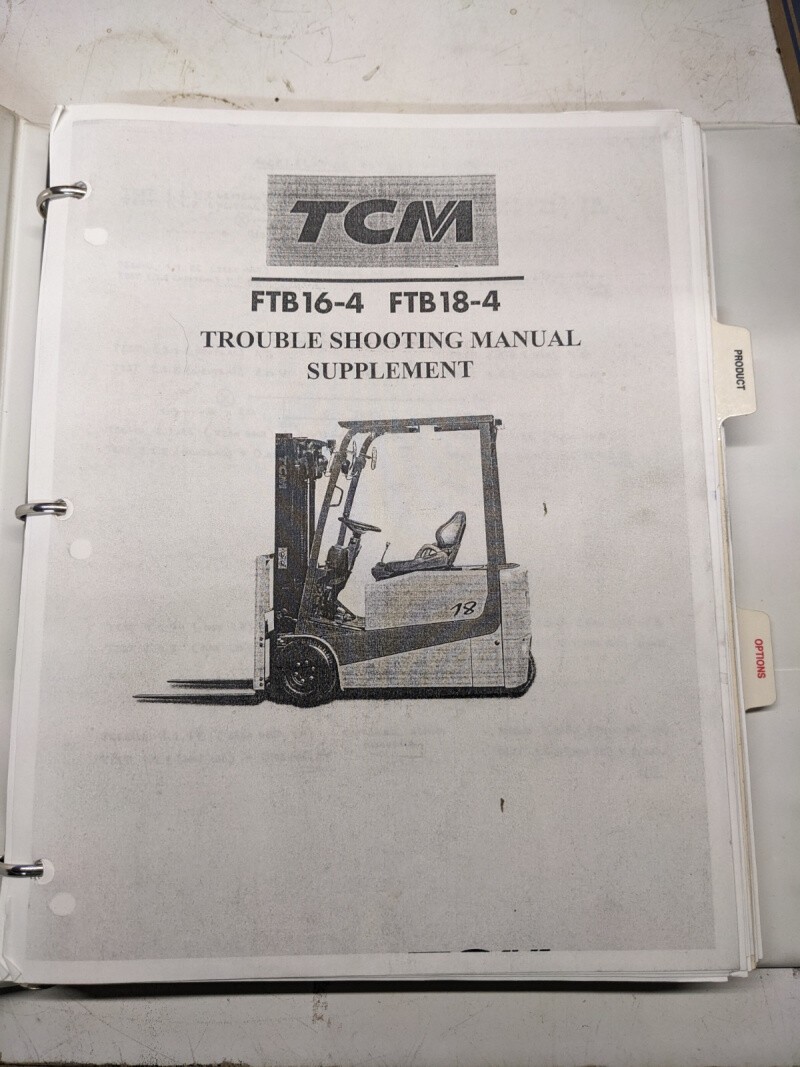 TCM
FTB16-4 FTB18-4
TROUBLE SHOOTING MANUAL
SUPPLEMENT
PRODUCT
TCM
18
OPTIONS